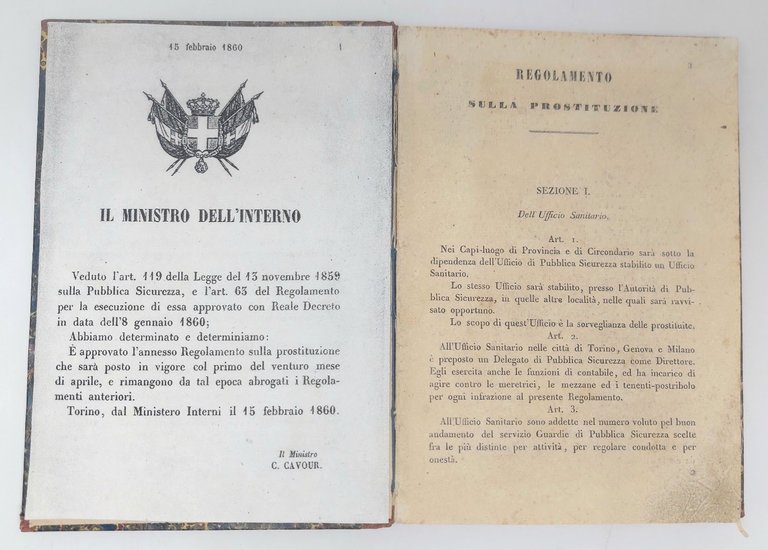 15 febbraio 1860 1
IL MINISTRO DELL'INTERNO
Veduto l'art. 119 della Legge del 13 novembre 1859
sulla Pubblica Sicurezza, e l'art. 63 del Regolamento
per la esecuzione di essa approvato con Reale Decreto
in data dell'8 gennaio 1860;
Abbiamo determinato e determiniamo:
È approvato l'annesso Regolamento sulla prostituzione
che sarà posto in vigore col primo del venturo mese
di aprile, e rimangono da tal epoca abrogati i Regola-
menti anteriori.
Torino, dal Ministero Interni il 15 febbraio 1860.
Il Ministro
C. CAVOUR.
3
REGOLAMENTO
SULLA PROSTITUZIONE
SEZIONE I.
Dell'Ufficio Sanitario.
Art. 1.
Nei Capi-luogo di Provincia e di Circondario sarà sotto la
dipendenza dell'Ufficio di Pubblica Sicurezza stabilito un Ufficio
Sanitario.
Lo stesso Ufficio sarà stabilito, presso l'Autorità di Pub-
blica Sicurezza, in quelle altre località, nelle quali sarà ravvi-
sato opportuno.
Lo scopo di quest'Ufficio è la sorveglianza delle prostitute.
Art. 2.
All'Ufficio Sanitario nelle città di Torino, Genova e Milano
è preposto un Delegato di Pubblica Sicurezza come Direttore.
Egli esercita anche le funzioni di contabile, ed ha incarico di
agire contro le meretrici, le mezzane ed i tenenti-postribolo
per ogni infrazione al presente Regolamento.
Art. 3.
All'Ufficio Sanitario sono addette nel numero voluto pel buon
andamento del servizio Guardie di Pubblica Sicurezza scelte
fra le più distinte per attività, per regolare condotta e per
onestà.